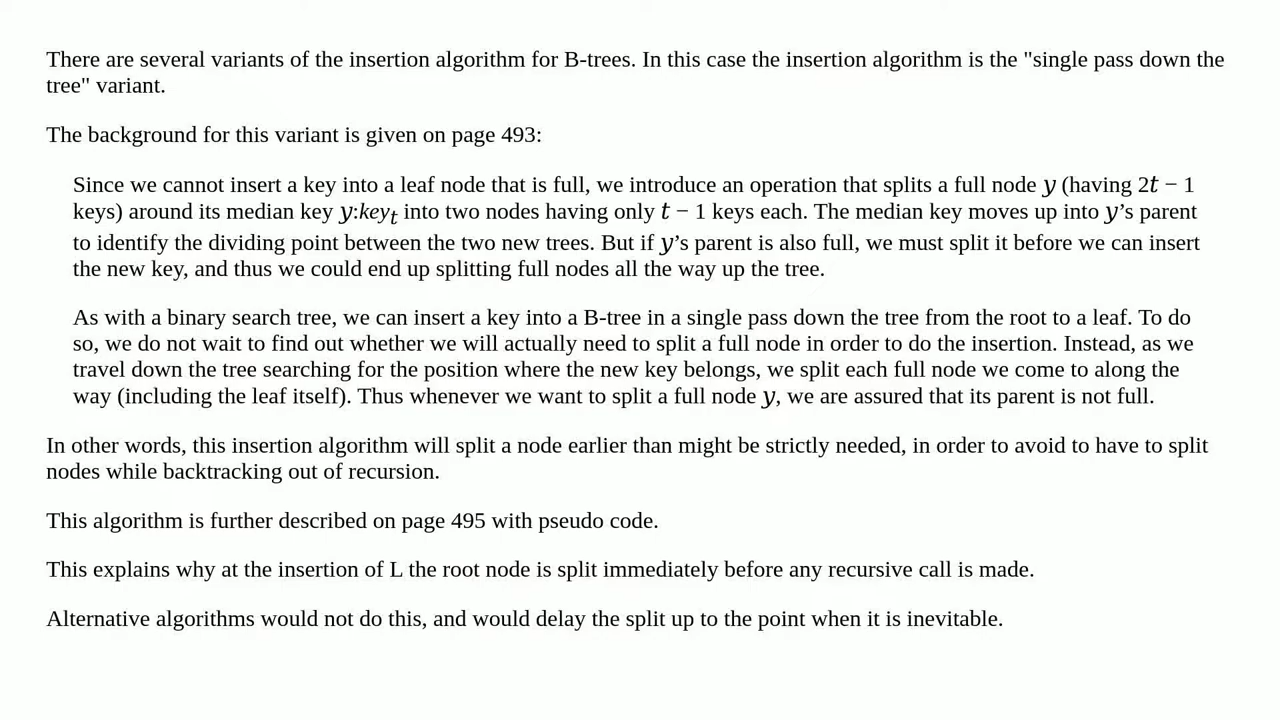 There are several variants of the insertion algorithm for B-trees. In this case the insertion algorithm is the "single pass down the
tree" variant.
The background for this variant is given on page 493:
Since we cannot insert a key into a leaf node that is full, we introduce an operation that splits a full node y (having 2t − 1
keys) around its median key y:key_t into two nodes having only t − 1 keys each. The median key moves up into y’s parent
to identify the dividing point between the two new trees. But if y’s parent is also full, we must split it before we can insert
the new key, and thus we could end up splitting full nodes all the way up the tree.
As with a binary search tree, we can insert a key into a B-tree in a single pass down the tree from the root to a leaf. To do
so, we do not wait to find out whether we will actually need to split a full node in order to do the insertion. Instead, as we
travel down the tree searching for the position where the new key belongs, we split each full node we come to along the
way (including the leaf itself). Thus whenever we want to split a full node y, we are assured that its parent is not full.
In other words, this insertion algorithm will split a node earlier than might be strictly needed, in order to avoid to have to split
nodes while backtracking out of recursion.
This algorithm is further described on page 495 with pseudo code.
This explains why at the insertion of L the root node is split immediately before any recursive call is made.
Alternative algorithms would not do this, and would delay the split up to the point when it is inevitable.